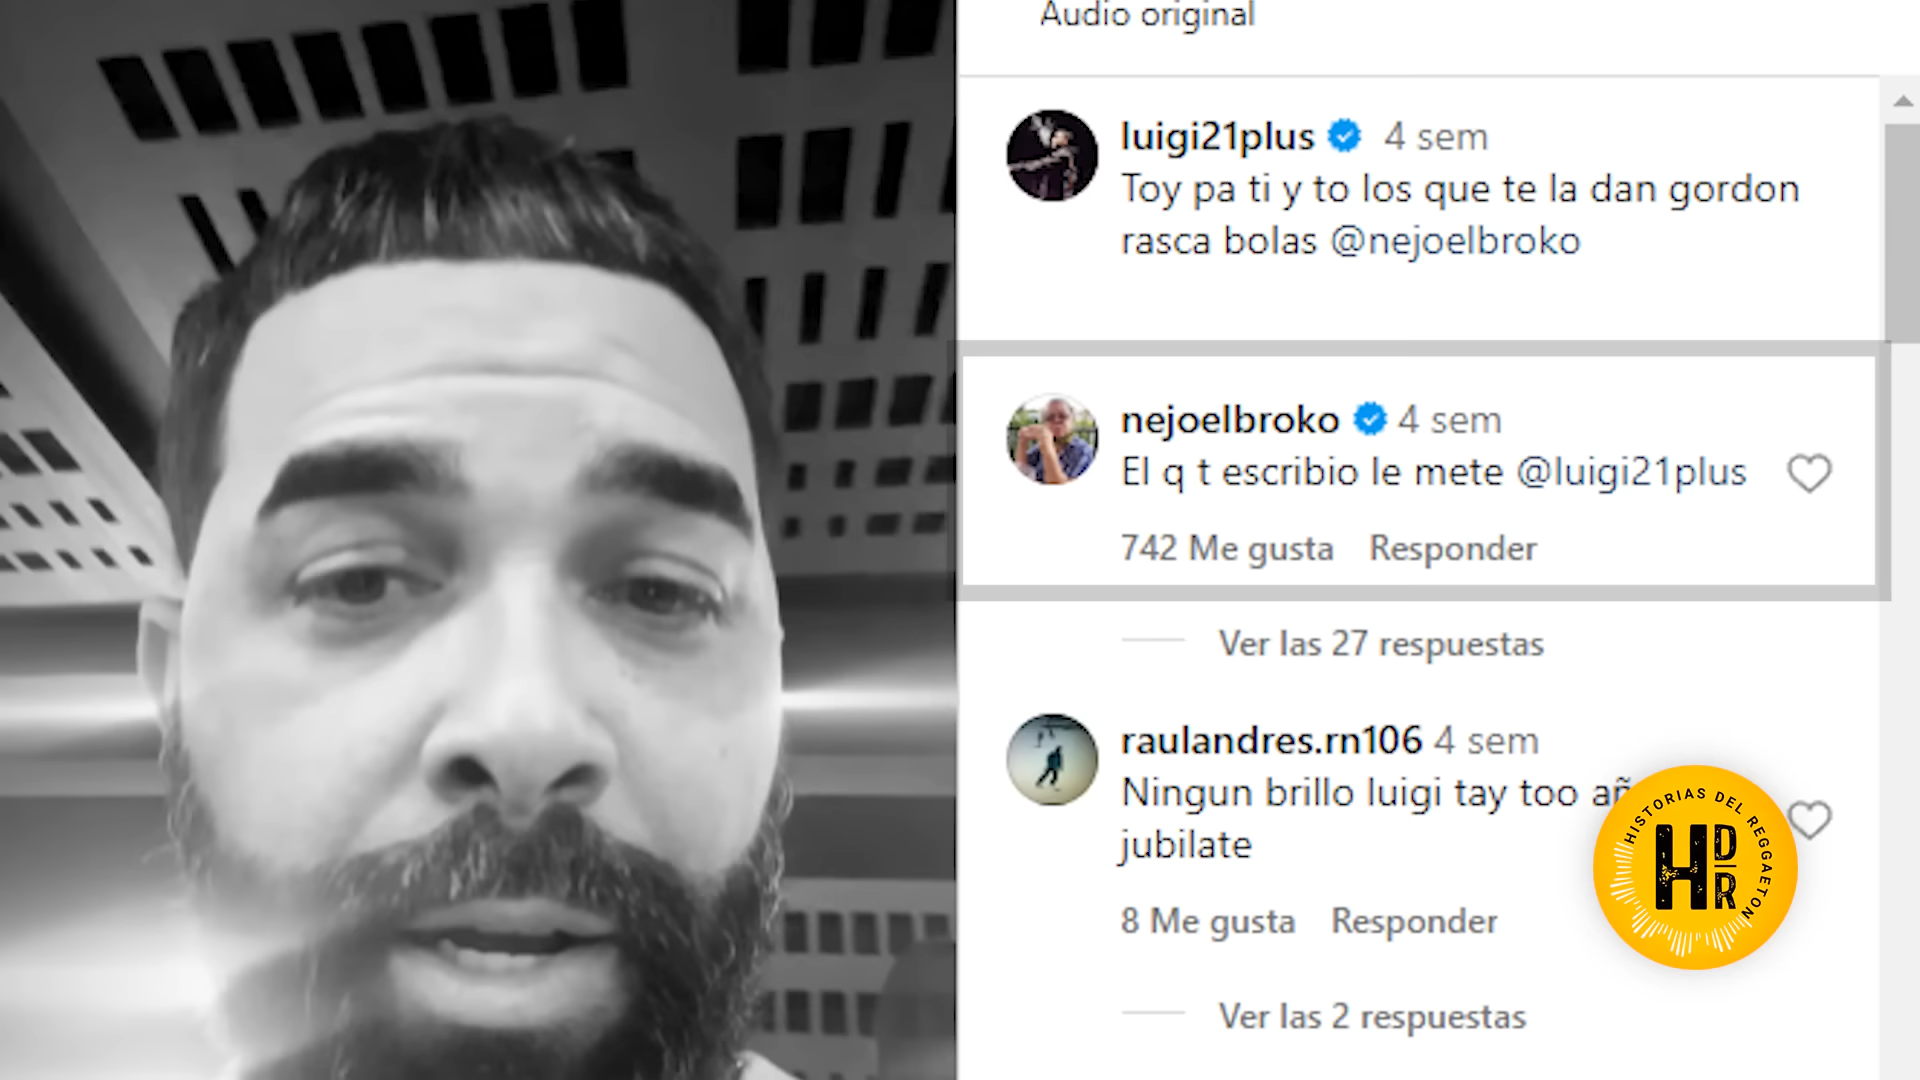 Audio original
luigi21plus 4 sem
Toy pa ti y to los que te la dan gordon
rasca bolas @nejoelbroko
nejoelbroko 4 sem
El q t escribio le mete @luigi21plus
742 Me gusta Responder
Ver las 27 respuestas
raulandres.rn106 4 sem
Ningun brillo luigi tay too
jubilate
8 Me gusta Responder
Ver las 2 respuestas
HISTORIAS DEL REGGAETON
HDR